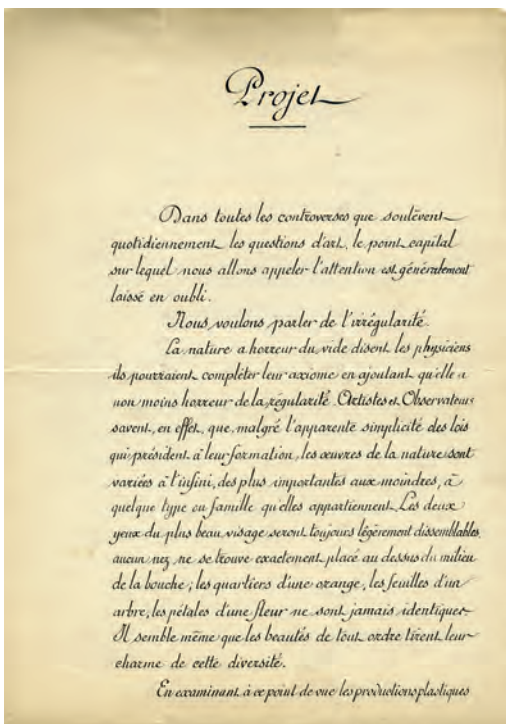 Projet
Dans toutes les controverses que soulèvent
quotidiennement les questions d'art, le point capital
sur lequel nous allons appeler l'attention est généralement
laissé en oubli.
Nous voulons parler de l'irrégularité.
La nature a horreur du vide disent les physiciens
ils pourraient compléter leur axiome en ajoutant qu'elle a
non moins horreur de la régularité. Artistes et Observateurs
savent, en effet, que, malgré l'apparente simplicité des lois
qui président à leur formation, les œuvres de la nature sont
variées à l'infini, des plus importantes aux moindres, à
quelque type ou famille qu'elles appartiennent. Les deux
yeux du plus beau visage seront toujours légèrement dissemblables,
aucun nez, ne se trouve exactement placé au dessus du milieu
de la bouche; les quartiers d'une orange, les feuilles d'un
arbre, les pétales d'une fleur ne sont jamais identiques.
Il semble même que les beautés de tout ordre tirent leur
charme de cette diversité.
En examinant à ce point de vue les productions plastiques